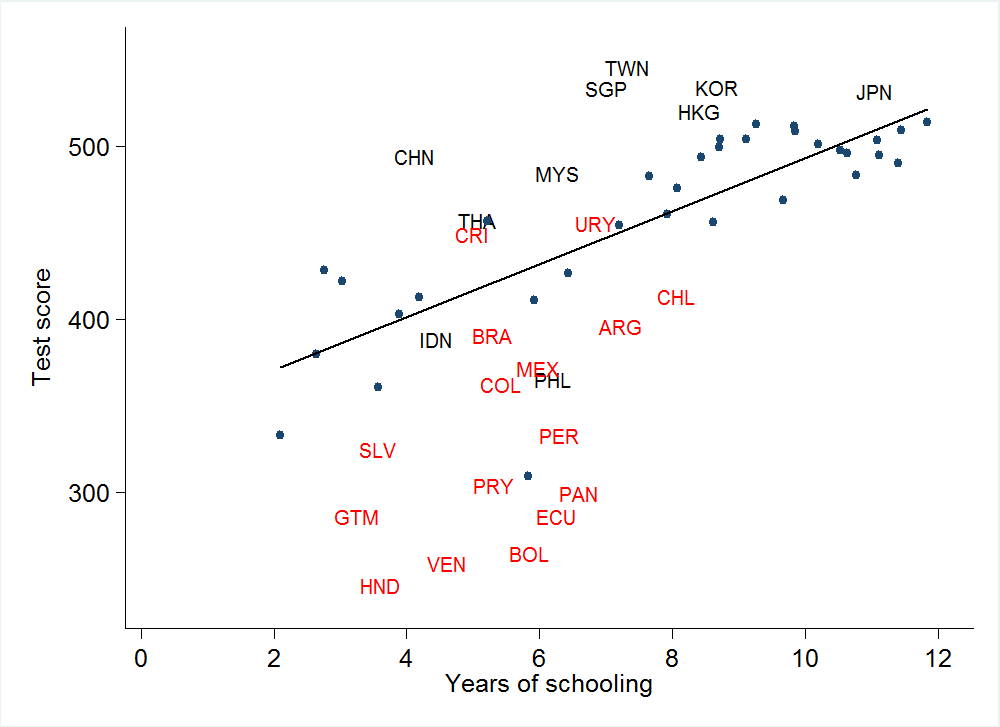 TWN
SGP
KOR
JPN
HKG
500
CHN
MYS
THA
URY
CRI
CHL
400
ARG
BRA
IDN
MEX
PHL
COL
PER
SLV
300
PRY
PAN
GTM
ECU
BOL
VEN
HND
Test score
0 2 4 6 8 10 12
Years of schooling